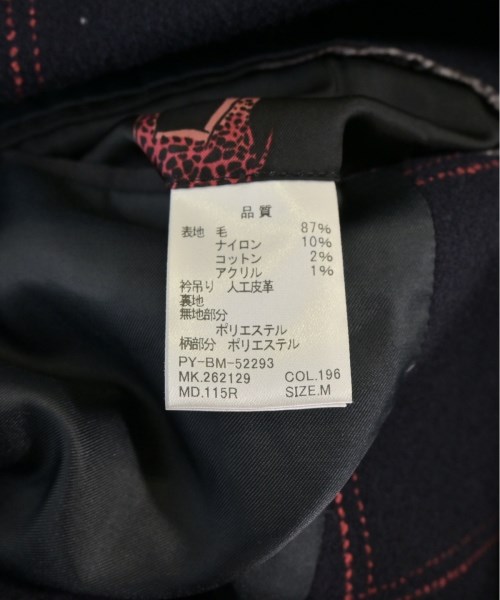 品質
表地 毛 87%
ナイロン 10%
コットン 2%
アクリル 1%
衿吊り 人工皮革
裏地
無地部分
ポリエステル
柄部分 ポリエステル
PY-BM-52293
MK.262129 COL.196
MD.115R SIZE.M